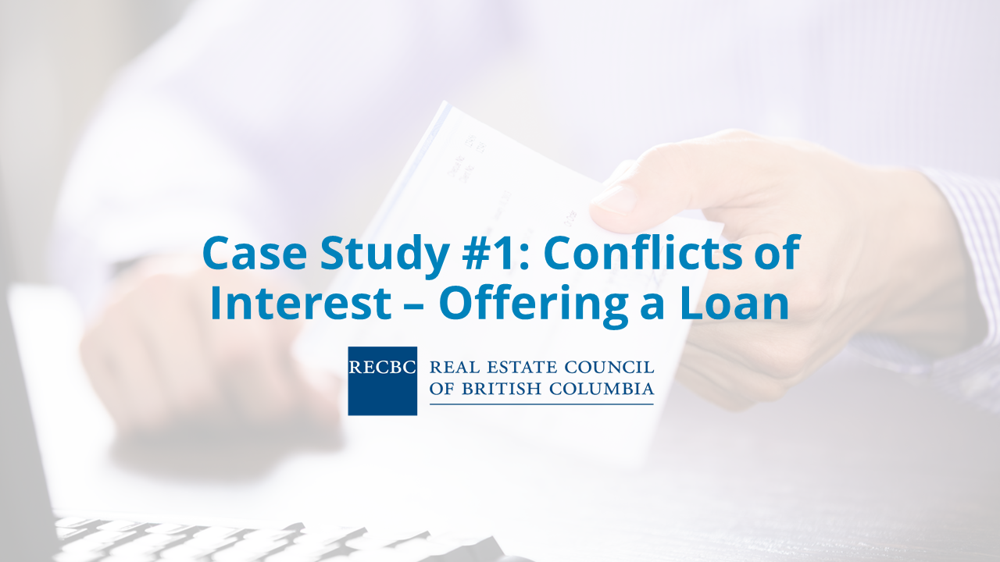 Case Study #1: Conflicts of
Interest – Offering a Loan
RECBC
REAL ESTATE COUNCIL
OF BRITISH COLUMBIA